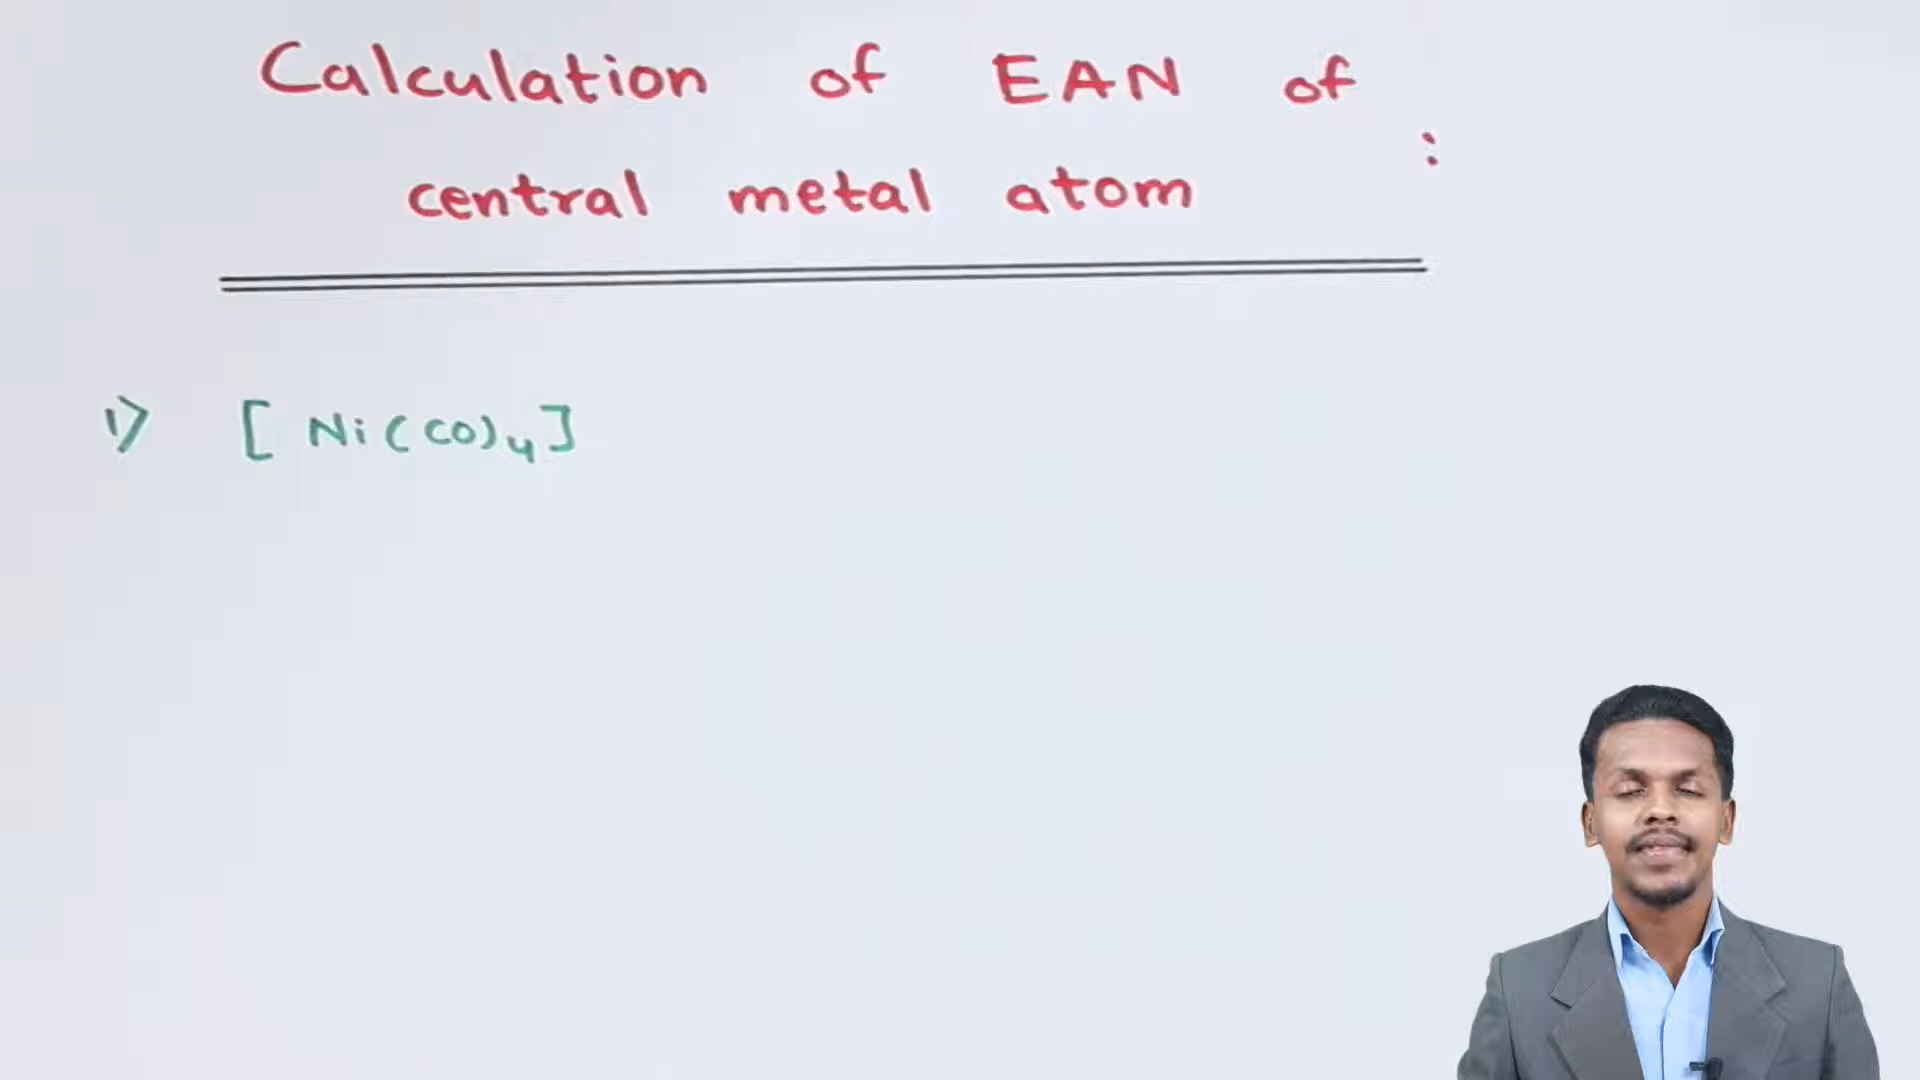 Calculation of EAN of
central metal atom :
1) [ Ni(CO)₄]